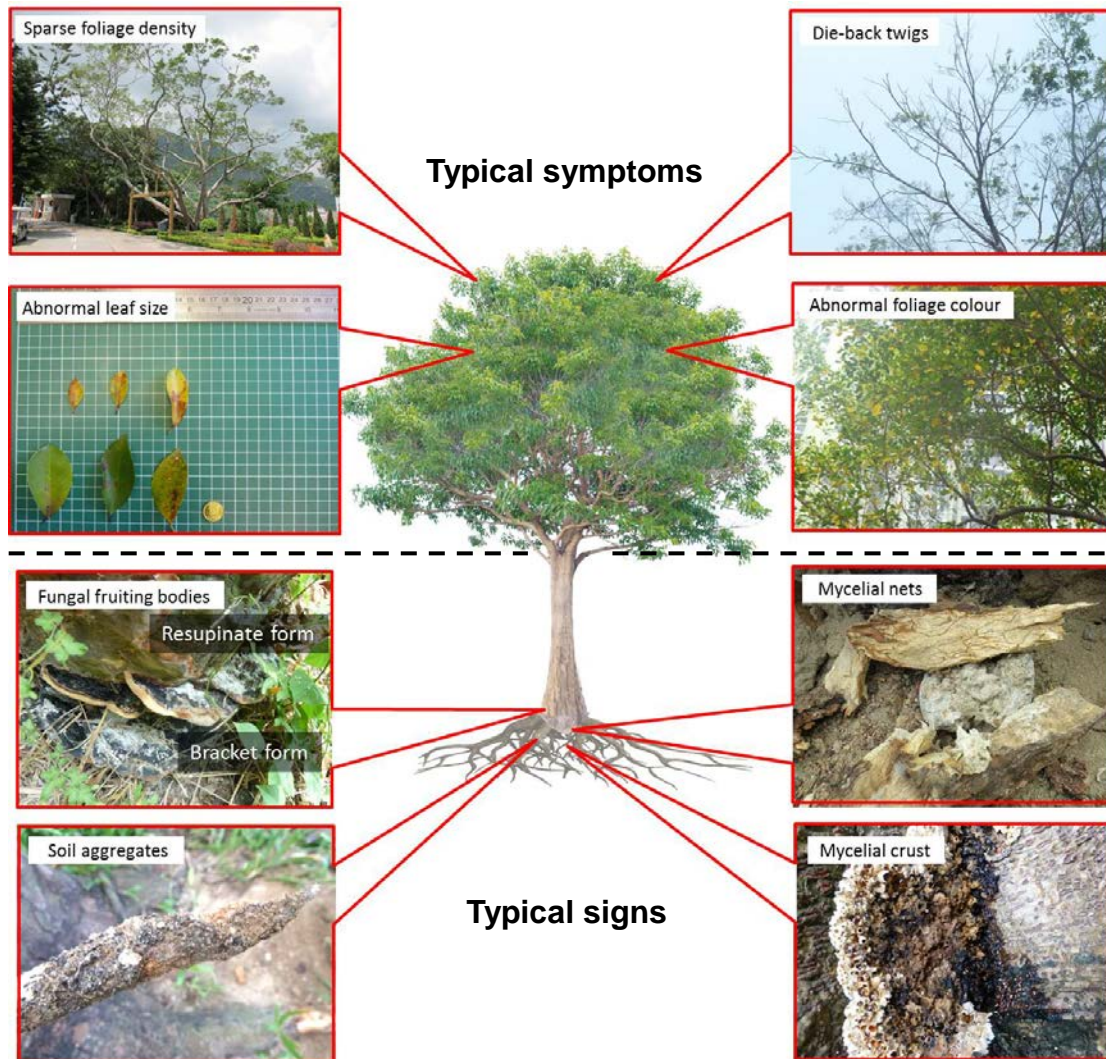 Sparse foliage density
Die-back twigs
Typical symptoms
Abnormal leaf size
Abnormal foliage colour
Fungal fruiting bodies
Resupinate form
Bracket form
Mycelial nets
Soil aggregates
Mycelial crust
Typical signs